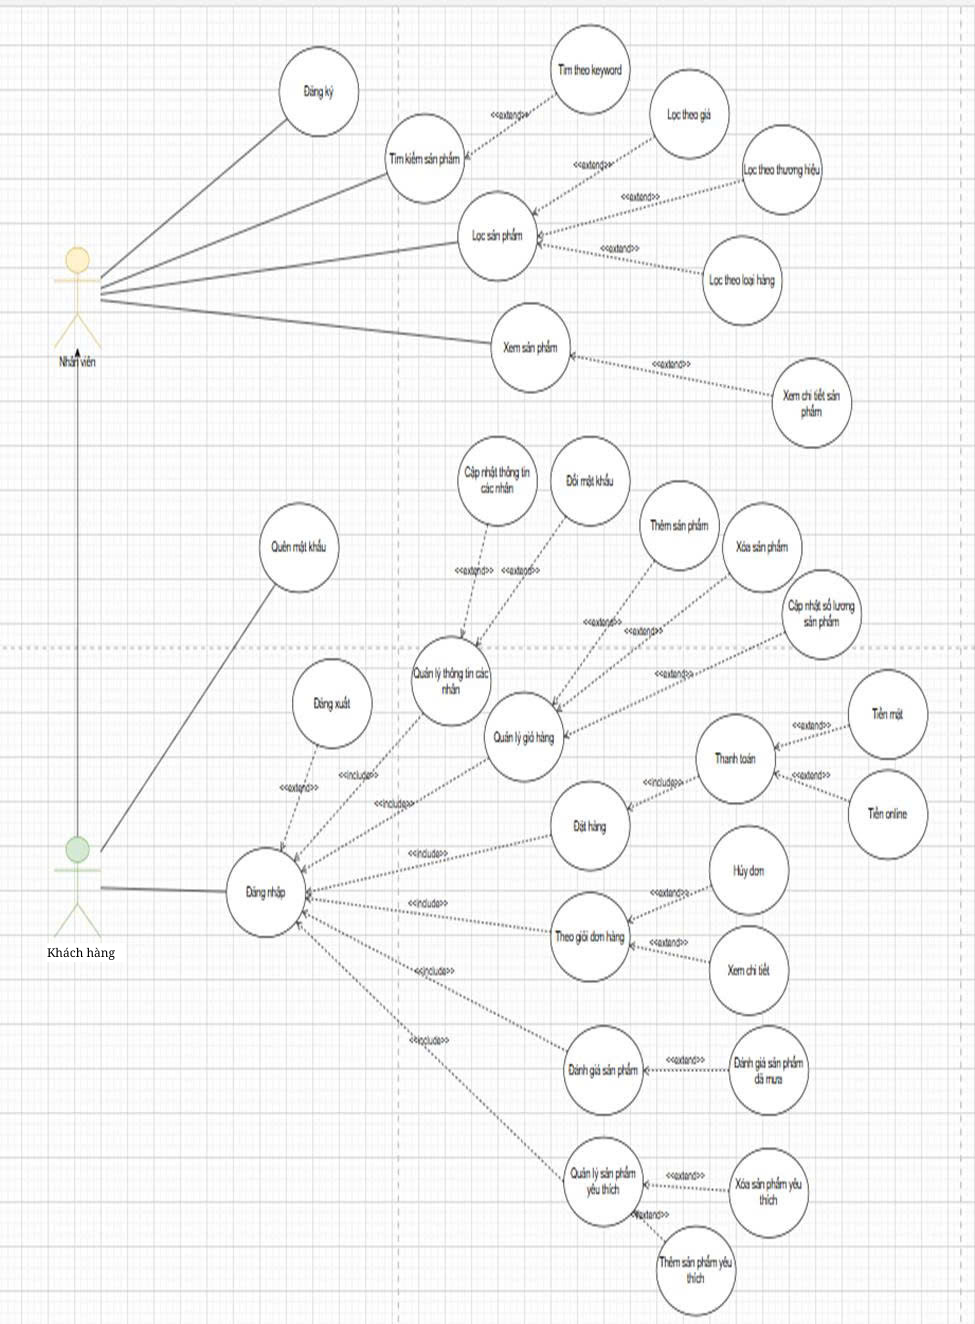 Đăng ký
Tìm theo keyword
<<extend>>
Tìm kiếm sản phẩm
Lọc theo giá
<<extend>>
Lọc theo thương hiệu
<<extend>>
Lọc sản phẩm
<<extend>>
Lọc theo loại hàng
Xem sản phẩm
<<extend>>
Nhân viên
Xem chi tiết sản
phẩm
Cập nhật thông tin
các nhân
Đổi mật khẩu
Thêm sản phẩm
Xóa sản phẩm
Quên mật khẩu
<<extend>>
<<extend>>
Cập nhật số lương
sản phẩm
<<extend>>
<<extend>>
<<extend>>
Quản lý thông tin các
nhân
Đăng xuất
Quản lý giỏ hàng
Tiền mặt
<<extend>>
Thanh toán
<<extend>>
<<include>>
<<include>>
<<extend>>
<<include>>
Tiền online
Đặt hàng
<<include>>
Hủy đơn
Đăng nhập
<<extend>>
<<include>>
Theo giõi đơn hàng
<<extend>>
Khách hàng
<<include>>
Xem chi tiết
<<include>>
<<extend>>
Đánh giá sản phẩm
Đánh giá sản phẩm
đã mưa
Quản lý sản phẩm
yêu thích
<<extend>>
Xóa sản phẩm yêu
thích
<<extend>>
Thêm sản phẩm yêu
thích